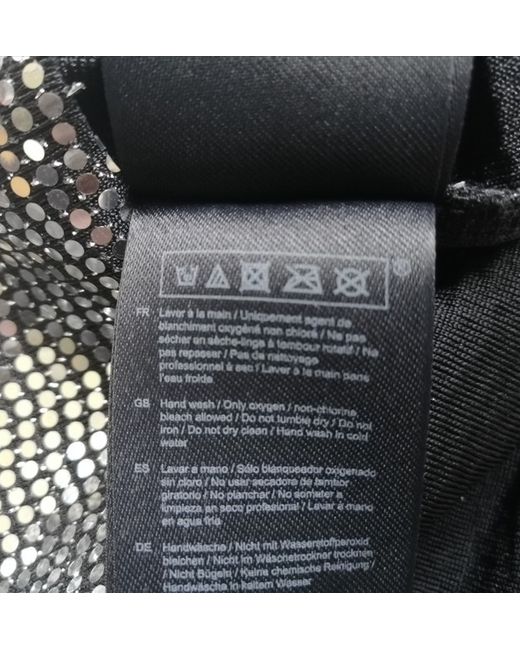 FR Laver à la main / Uniquement agent de
blanchiment oxygéné non chloré / Ne pas
sécher en sèche-linge à tambour rotatif / Ne
pas repasser / Pas de nettoyage
professionnel à sec / Laver à la main dans
l'eau froide
GB Hand wash / Only oxygen / non-chlorine
bleach allowed / Do not tumble dry / Do not
iron / Do not dry clean / Hand wash in cold
water
ES Lavar a mano / Sólo blanqueador oxigenado
sin cloro / No usar secadora de tambor
giratorio / No planchar / No someter a
limpieza en seco profesional / Lavar a mano
en agua fría
DE Handwäsche / Nicht mit Wasserstoffperoxid
bleichen / Nicht im Wäschetrockner trocknen
/ Nicht Bügeln / Keine chemische Reinigung /
Handwäsche in kaltem Wasser